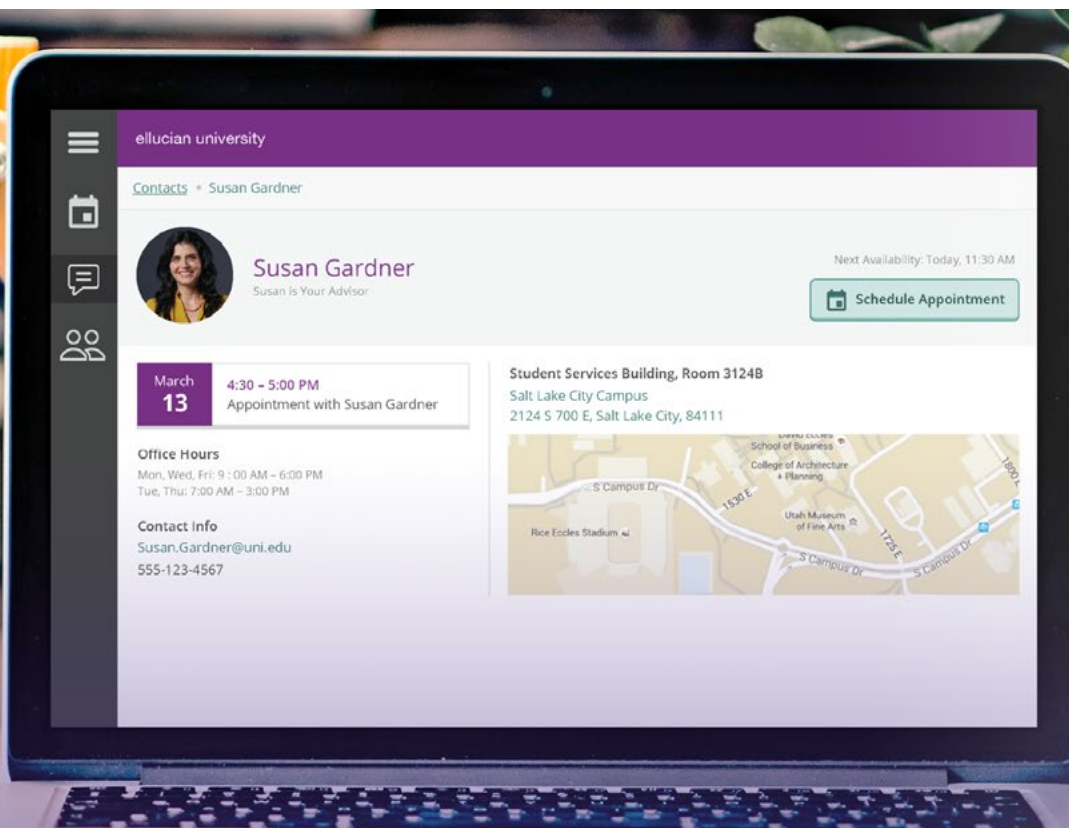 ellucian university
Contacts • Susan Gardner
Susan Gardner
Susan is Your Advisor
Next Availability: Today, 11:30 AM
Schedule Appointment
March
13
4:30 – 5:00 PM
Appointment with Susan Gardner
Office Hours
Mon, Wed, Fri: 9 : 00 AM – 6:00 PM
Tue, Thu: 7:00 AM – 3:00 PM
Contact Info
Susan.Gardner@uni.edu
555-123-4567
Student Services Building, Room 3124B
Salt Lake City Campus
2124 S 700 E, Salt Lake City, 84111
David Eccles
School of Business
College of Architecture
+ Planning
1800 E
S Campus Dr
1530 E
Utah Museum
of Fine Arts
Rice Eccles Stadium
1725 E
S Campus Dr
S Campus Dr